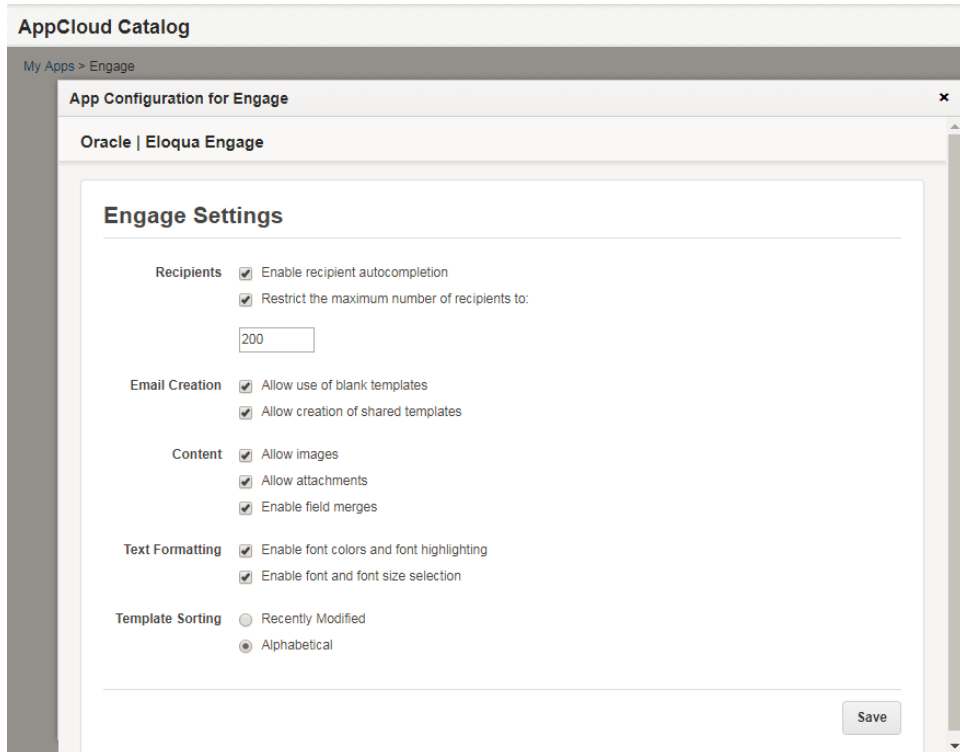 AppCloud Catalog
My Apps > Engage
App Configuration for Engage
Oracle | Eloqua Engage
Engage Settings
Recipients Enable recipient autocompletion
Restrict the maximum number of recipients to:
200
Email Creation Allow use of blank templates
Allow creation of shared templates
Content Allow images
Allow attachments
Enable field merges
Text Formatting Enable font colors and font highlighting
Enable font and font size selection
Template Sorting Recently Modified
Alphabetical
Save